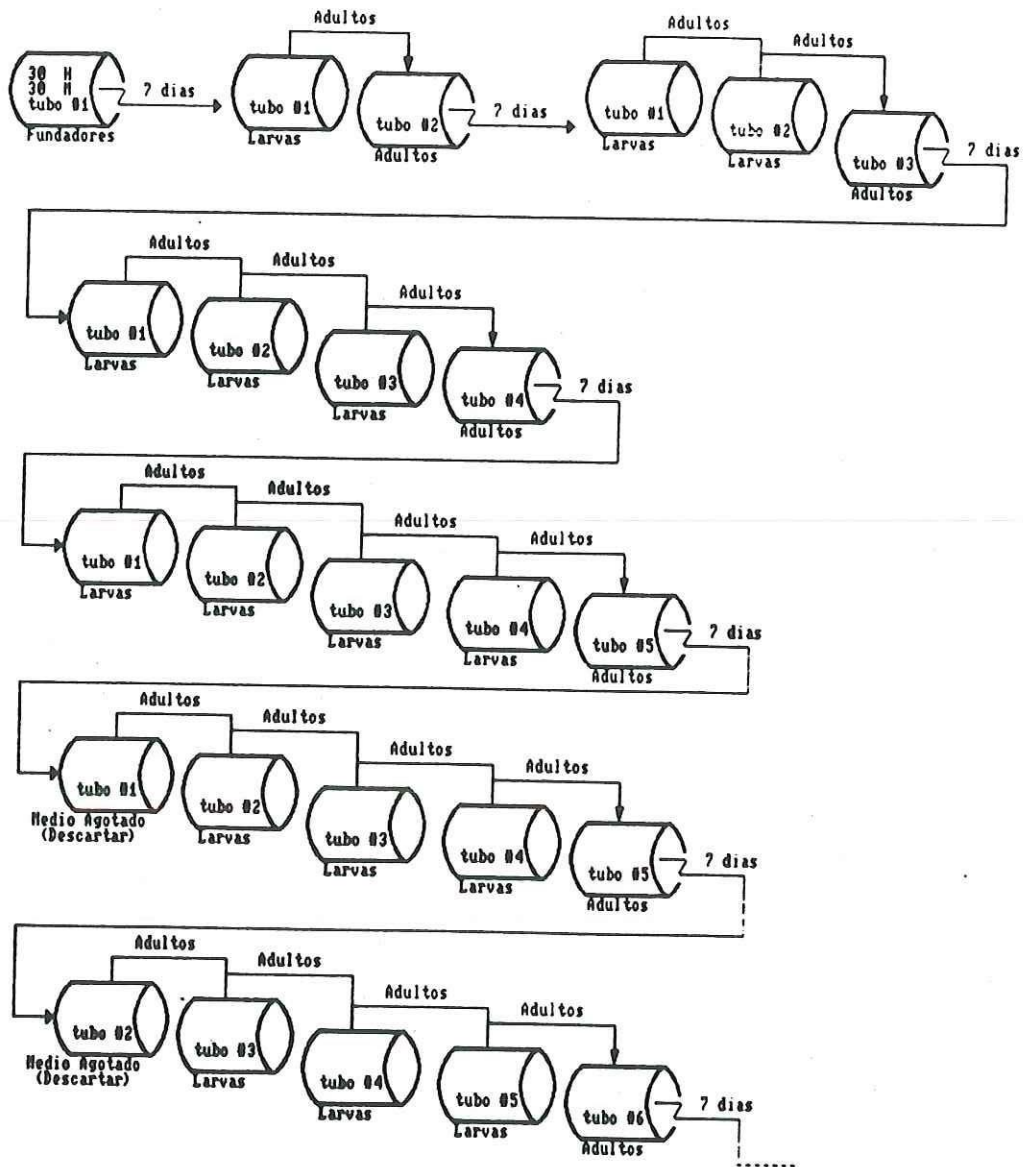 Adultos
Adultos
Adultos
Adultos
30 H
30 M
tubo #1
Fundadores
7 dias
tubo #1
Larvas
tubo #2
Adultos
7 dias
tubo #1
Larvas
tubo #2
Larvas
tubo #3
Adultos
7 dias
Adultos
Adultos
Adultos
tubo #1
Larvas
tubo #2
Larvas
tubo #3
Larvas
tubo #4
Adultos
7 dias
Adultos
Adultos
Adultos
Adultos
tubo #1
Larvas
tubo #2
Larvas
tubo #3
Larvas
tubo #4
Larvas
tubo #5
Adultos
7 dias
Adultos
Adultos
Adultos
Adultos
tubo #1
Medio Agotado
(Descartar)
tubo #2
Larvas
tubo #3
Larvas
tubo #4
Larvas
tubo #5
Adultos
7 dias
Adultos
Adultos
Adultos
Adultos
tubo #2
Medio Agotado
(Descartar)
tubo #3
Larvas
tubo #4
Larvas
tubo #5
Larvas
tubo #6
Adultos
7 dias